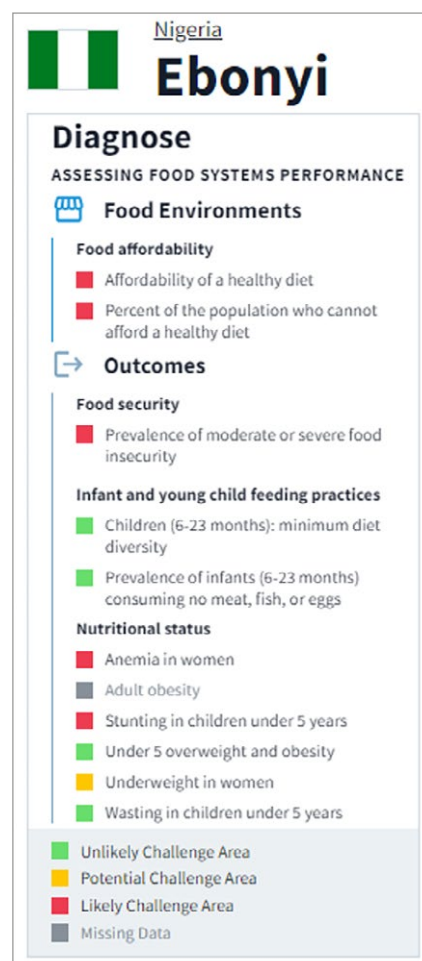 Nigeria
Ebonyi
Diagnose
ASSESSING FOOD SYSTEMS PERFORMANCE
Food Environments
Food affordability
Affordability of a healthy diet
Percent of the population who cannot
afford a healthy diet
Outcomes
Food security
Prevalence of moderate or severe food
insecurity
Infant and young child feeding practices
Children (6-23 months): minimum diet
diversity
Prevalence of infants (6-23 months)
consuming no meat, fish, or eggs
Nutritional status
Anemia in women
Adult obesity
Stunting in children under 5 years
Under 5 overweight and obesity
Underweight in women
Wasting in children under 5 years
Unlikely Challenge Area
Potential Challenge Area
Likely Challenge Area
Missing Data